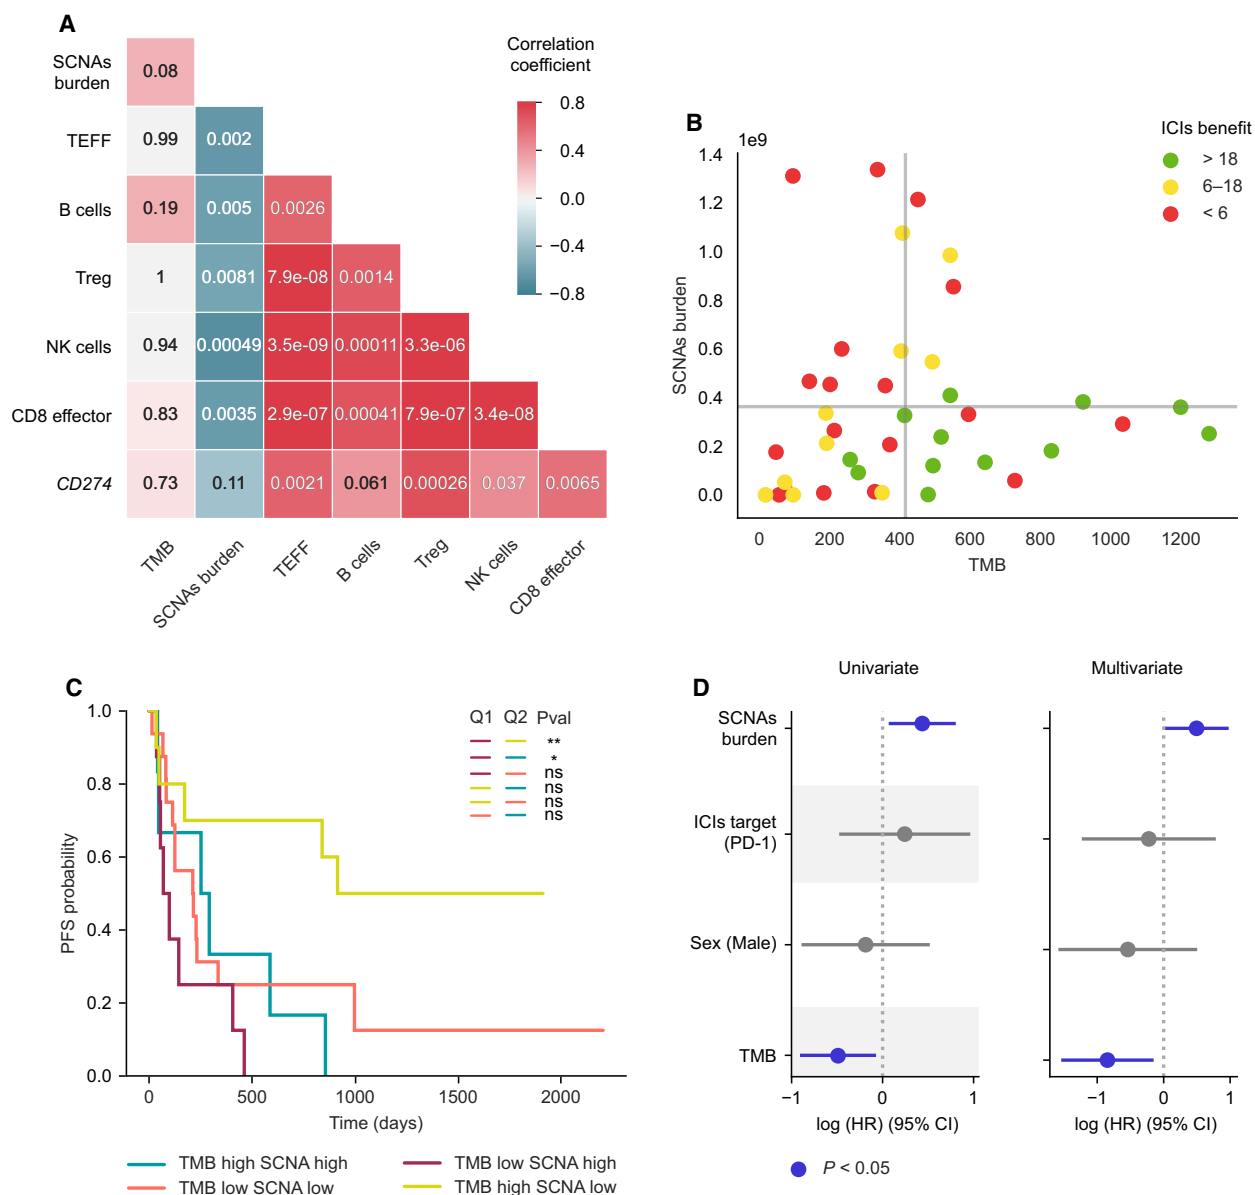 A
Correlation
coefficient
SCNAs
burden
0.08
TEFF
0.99
0.002
B cells
0.19
0.005
0.0026
Treg
1
0.0081
7.9e-08
0.0014
NK cells
0.94
0.00049
3.5e-09
0.00011
3.3e-06
CD8 effector
0.83
0.0035
2.9e-07
0.00041
7.9e-07
3.4e-08
CD274
0.73
0.11
0.0021
0.061
0.00026
0.037
0.0065
TMB
SCNAs burden
TEFF
B cells
Treg
NK cells
CD8 effector
0.8
0.4
0.0
−0.4
−0.8
B
1e9
ICIs benefit
> 18
6–18
< 6
1.4
1.2
1.0
0.8
0.6
0.4
0.2
0.0
SCNAs burden
0
200
400
600
800
1000
1200
TMB
C
Q1 Q2 Pval
**
*
ns
ns
ns
ns
1.0
0.8
0.6
0.4
0.2
0.0
PFS probability
0
500
1000
1500
2000
Time (days)
TMB high SCNA high
TMB low SCNA low
TMB low SCNA high
TMB high SCNA low
D
Univariate
Multivariate
SCNAs
burden
ICIs target
(PD-1)
Sex (Male)
TMB
−1
0
1
log (HR) (95% CI)
−1
0
1
log (HR) (95% CI)
P < 0.05